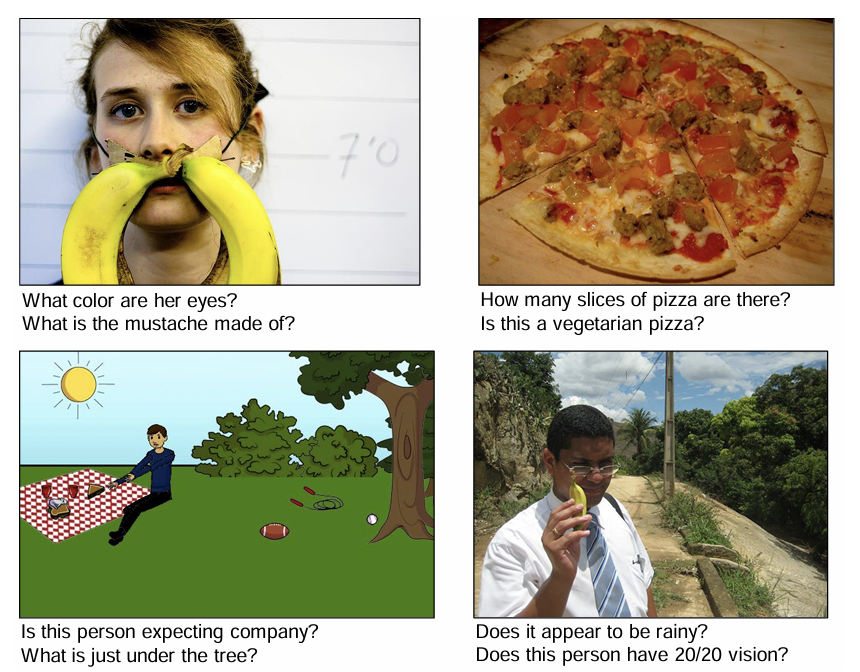 7'0
What color are her eyes?
What is the mustache made of?
How many slices of pizza are there?
Is this a vegetarian pizza?
Is this person expecting company?
What is just under the tree?
Does it appear to be rainy?
Does this person have 20/20 vision?